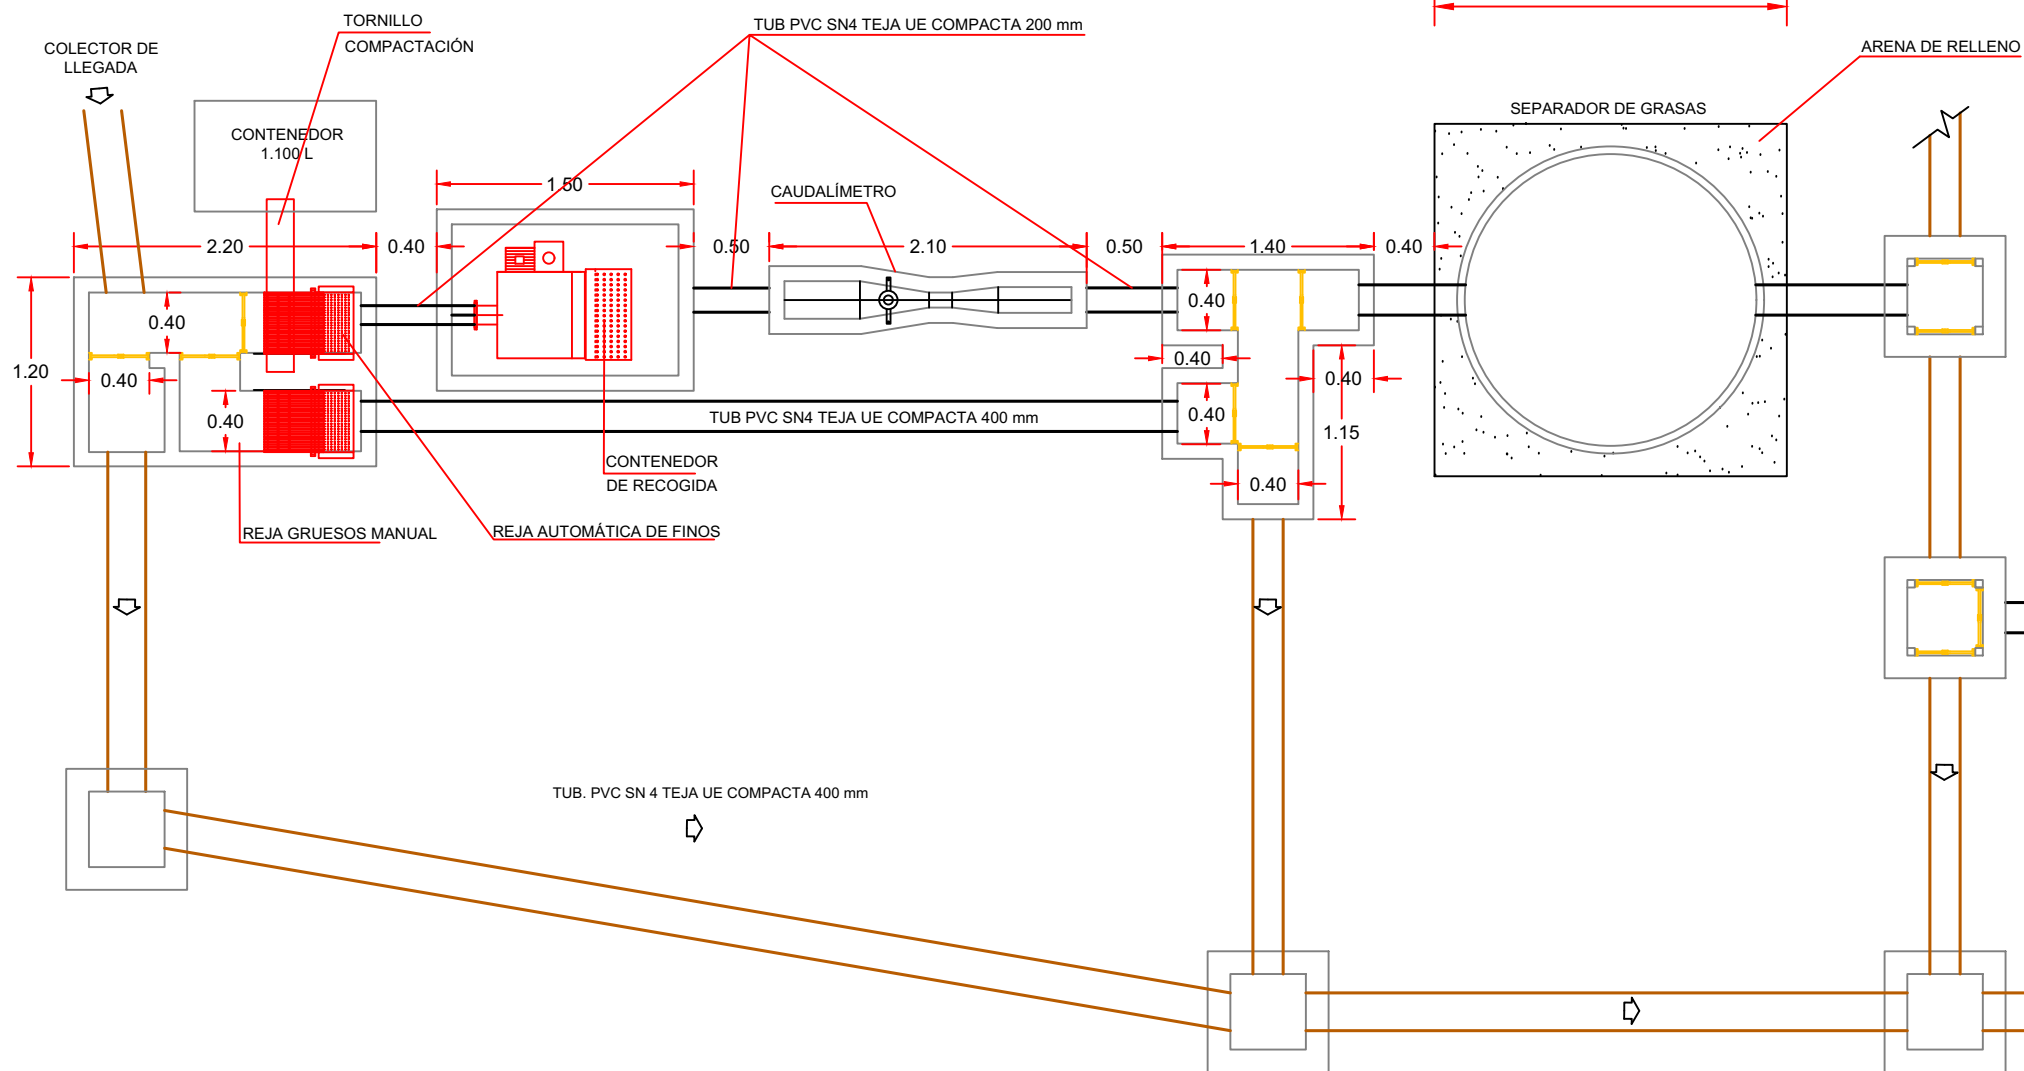 TORNILLO
COMPACTACIÓN
COLECTOR DE
LLEGADA
TUB PVC SN4 TEJA UE COMPACTA 200 mm
ARENA DE RELLENO
SEPARADOR DE GRASAS
CONTENEDOR
1.100 L
1.50
CAUDALÍMETRO
2.20
0.40
0.50
2.10
0.50
1.40
0.40
0.40
0.40
1.20
0.40
0.40
0.40
0.40
0.40
TUB PVC SN4 TEJA UE COMPACTA 400 mm
1.15
CONTENEDOR
DE RECOGIDA
0.40
REJA GRUESOS MANUAL
REJA AUTOMÁTICA DE FINOS
TUB. PVC SN 4 TEJA UE COMPACTA 400 mm